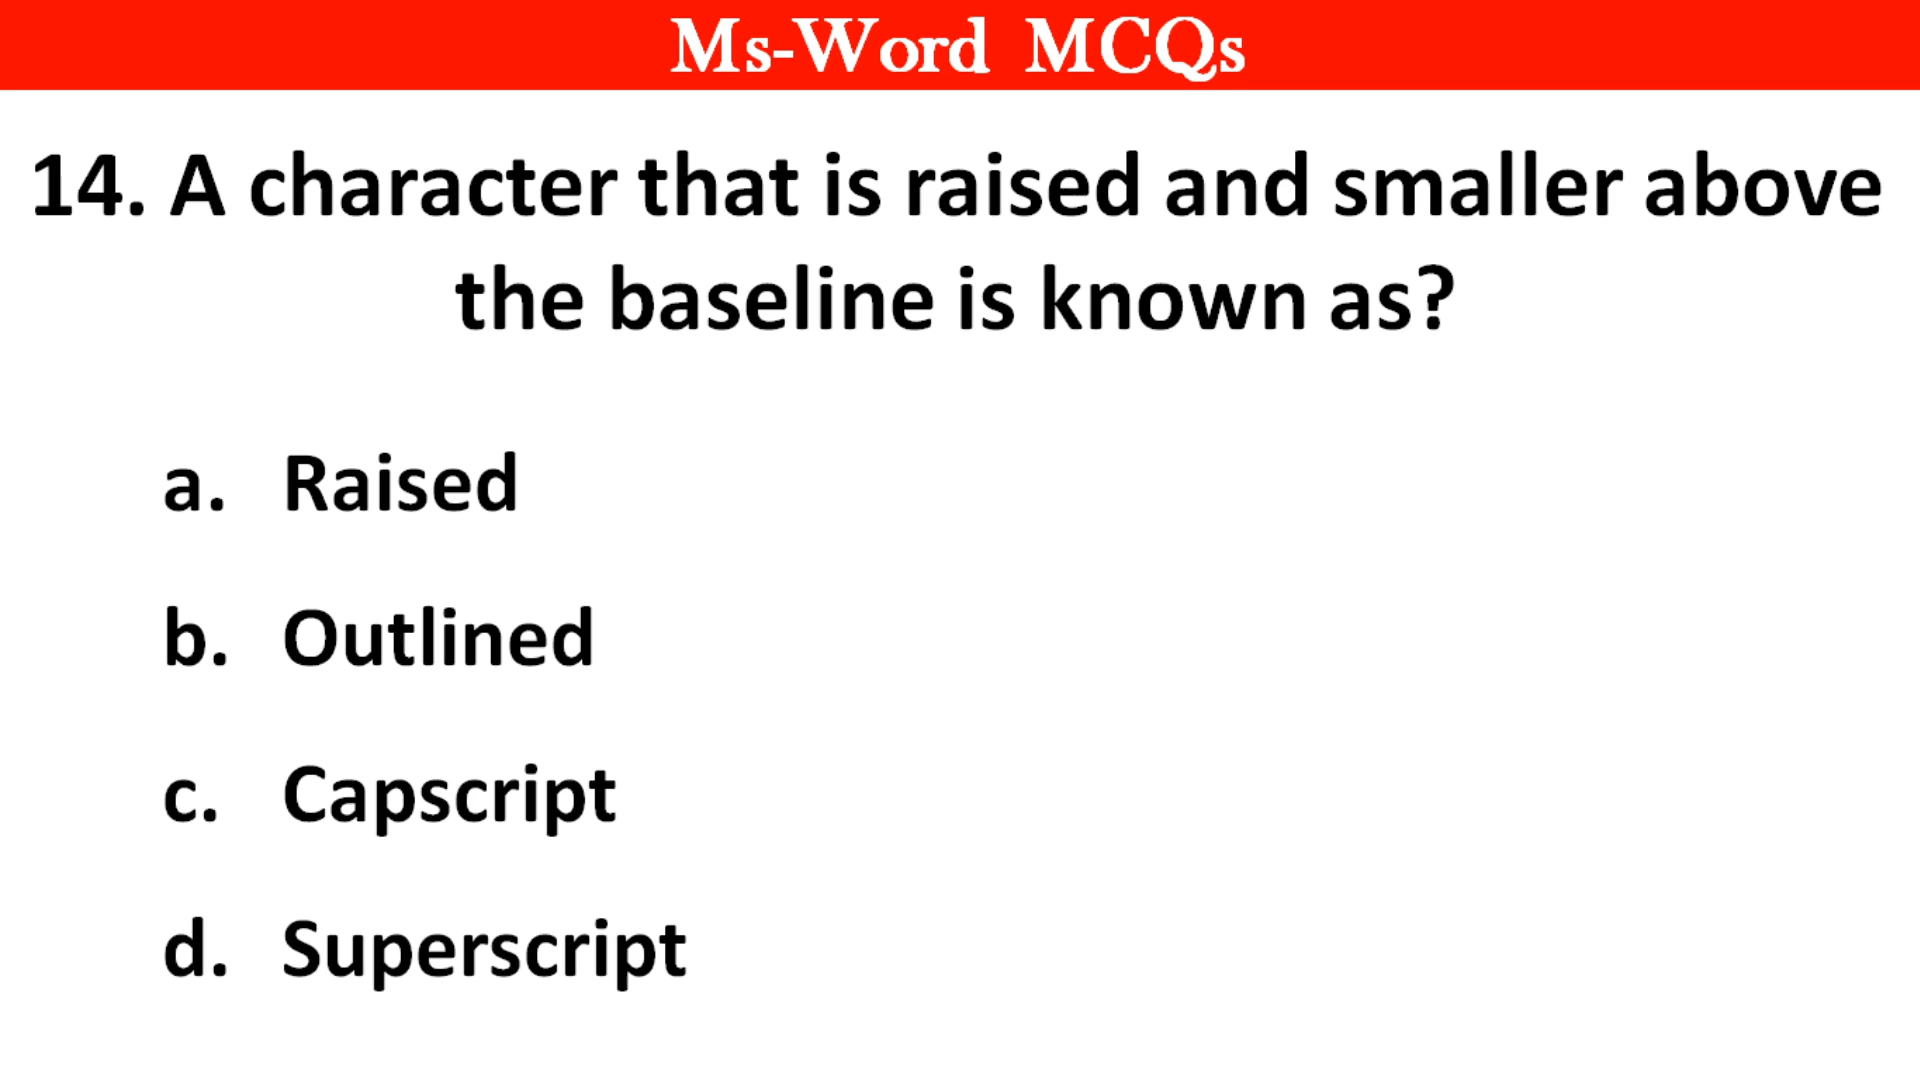 Ms-Word MCQs
14. A character that is raised and smaller above
the baseline is known as?
a. Raised
b. Outlined
c. Capscript
d. Superscript